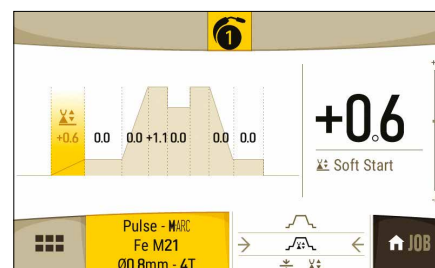 1
+0.6 0.0 0.0 +1.1 0.0 0.0 0.0
+0.6
Soft Start
Pulse - MARC
Fe M21
Ø0.8mm - 4T
JOB